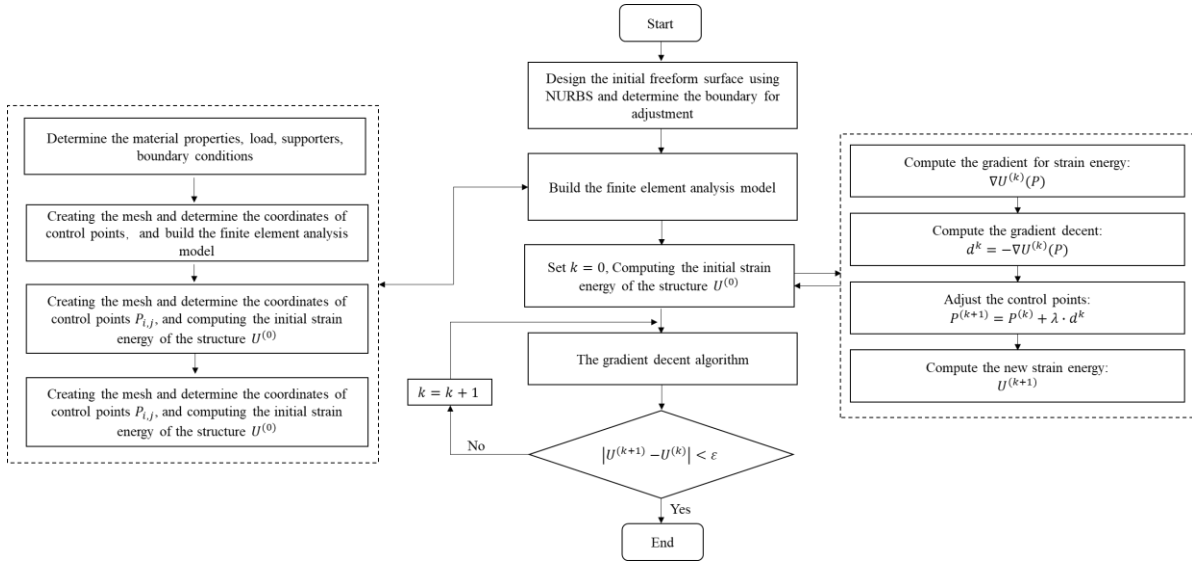 Start
Design the initial freeform surface using
NURBS and determine the boundary for
adjustment
Build the finite element analysis model
Set k = 0, Computing the initial strain
energy of the structure U^(0)
The gradient decent algorithm
k = k + 1
No
|U^(k+1) − U^(k)| < ε
Yes
End
Determine the material properties, load, supporters,
boundary conditions
Creating the mesh and determine the coordinates of
control points, and build the finite element analysis
model
Creating the mesh and determine the coordinates of
control points P_i,j, and computing the initial strain
energy of the structure U^(0)
Creating the mesh and determine the coordinates of
control points P_i,j, and computing the initial strain
energy of the structure U^(0)
Compute the gradient for strain energy:
∇U^(k)(P)
Compute the gradient decent:
d^k = −∇U^(k)(P)
Adjust the control points:
P^(k+1) = P^(k) + λ · d^k
Compute the new strain energy:
U^(k+1)